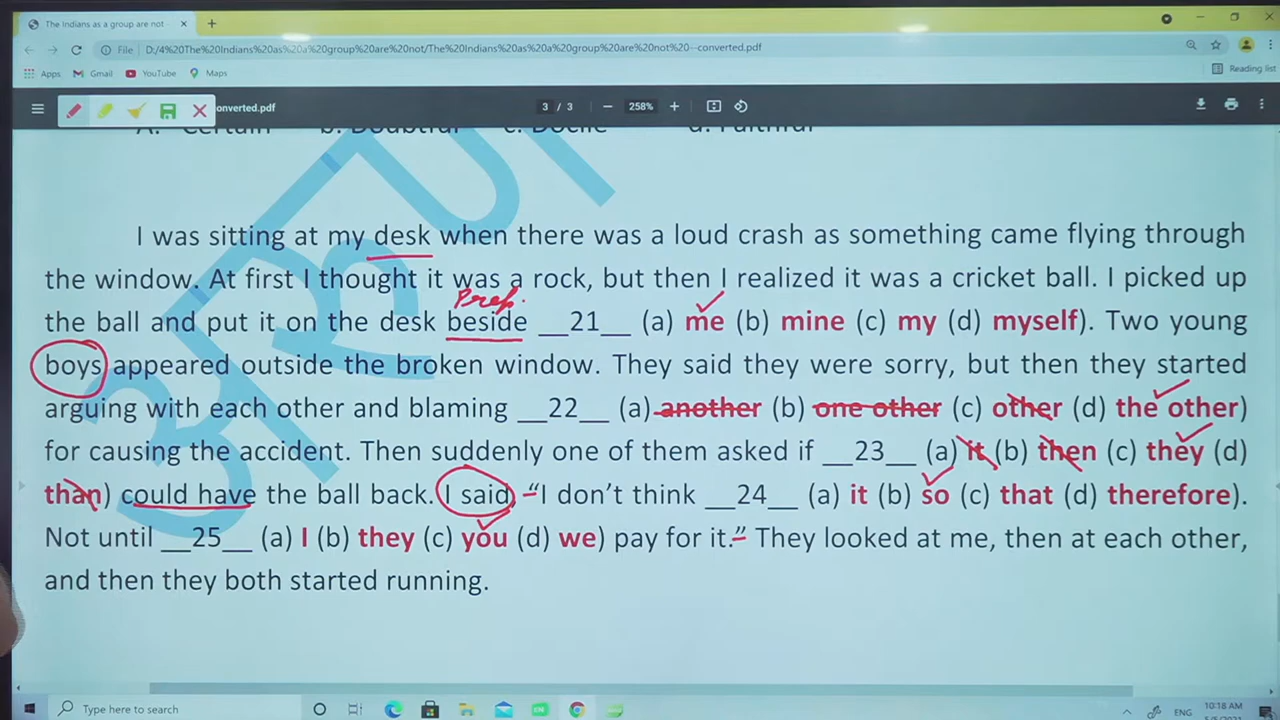 The Indians as a group are not
File D:/4%20The%20Indians%20as%20a%20group%20are%20not/The%20Indians%20as%20a%20group%20are%20not%20--converted.pdf
Apps Gmail YouTube Maps Reading list
onverted.pdf 3 / 3 258%
I was sitting at my desk when there was a loud crash as something came flying through
the window. At first I thought it was a rock, but then I realized it was a cricket ball. I picked up
Prep.
the ball and put it on the desk beside __21__ (a) me (b) mine (c) my (d) myself). Two young
boys appeared outside the broken window. They said they were sorry, but then they started
arguing with each other and blaming __22__ (a) another (b) one other (c) other (d) the other)
for causing the accident. Then suddenly one of them asked if __23__ (a) it (b) then (c) they (d)
than) could have the ball back. I said, “I don’t think __24__ (a) it (b) so (c) that (d) therefore).
Not until __25__ (a) I (b) they (c) you (d) we) pay for it.” They looked at me, then at each other,
and then they both started running.
Type here to search
ENG
10:18 AM